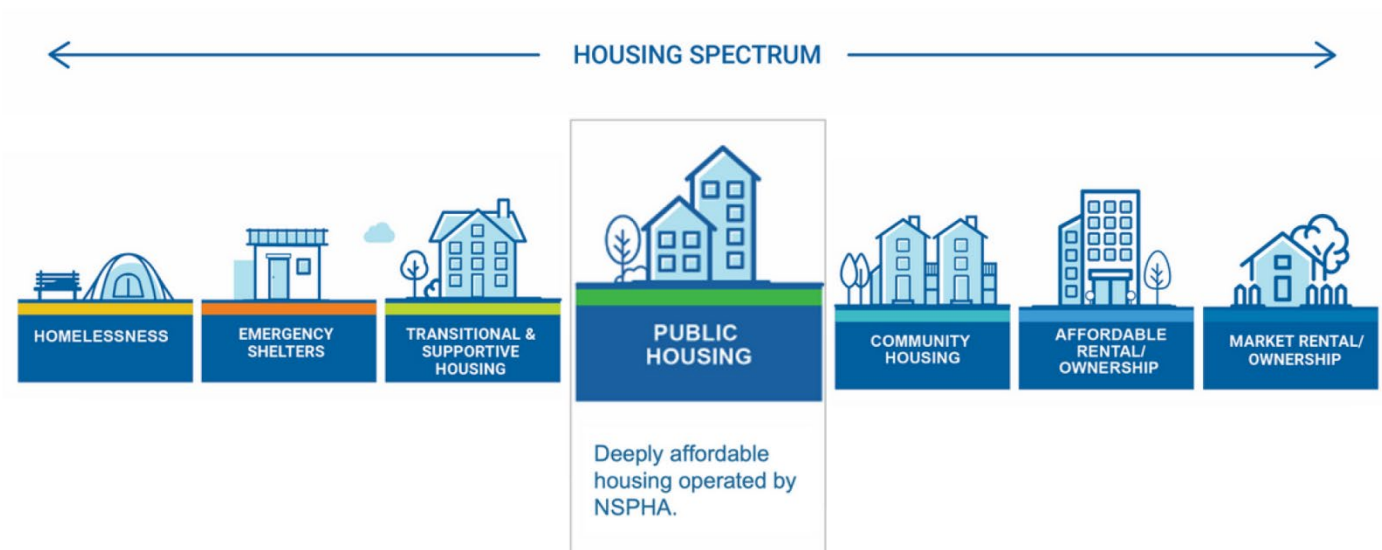 HOUSING SPECTRUM
HOMELESSNESS
EMERGENCY
SHELTERS
TRANSITIONAL &
SUPPORTIVE
HOUSING
PUBLIC
HOUSING
COMMUNITY
HOUSING
AFFORDABLE
RENTAL/
OWNERSHIP
MARKET RENTAL/
OWNERSHIP
Deeply affordable
housing operated by
NSPHA.